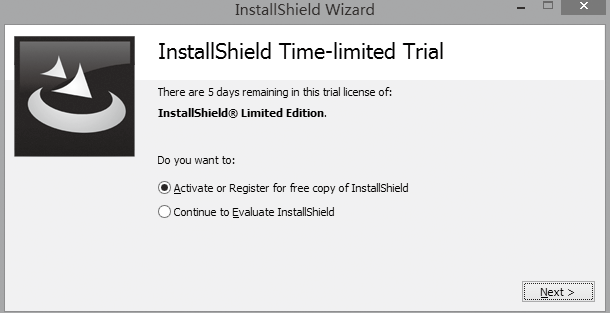 InstallShield Wizard
InstallShield Time-limited Trial
There are 5 days remaining in this trial license of:
InstallShield® Limited Edition.
Do you want to:
Activate or Register for free copy of InstallShield
Continue to Evaluate InstallShield
Next >